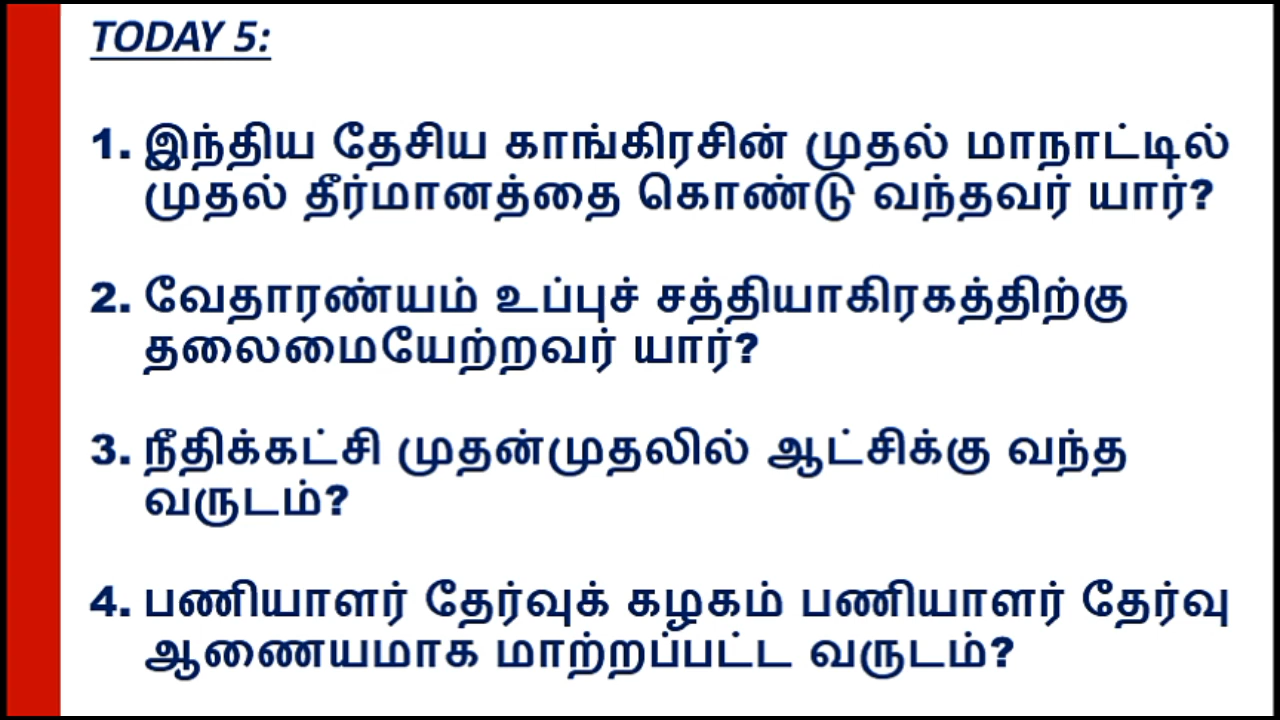 TODAY 5:
1. இந்திய தேசிய காங்கிரசின் முதல் மாநாட்டில்
முதல் தீர்மானத்தை கொண்டு வந்தவர் யார்?
2. வேதாரண்யம் உப்புச் சத்தியாகிரகத்திற்கு
தலைமையேற்றவர் யார்?
3. நீதிக்கட்சி முதன்முதலில் ஆட்சிக்கு வந்த
வருடம்?
4. பணியாளர் தேர்வுக் கழகம் பணியாளர் தேர்வு
ஆணையமாக மாற்றப்பட்ட வருடம்?